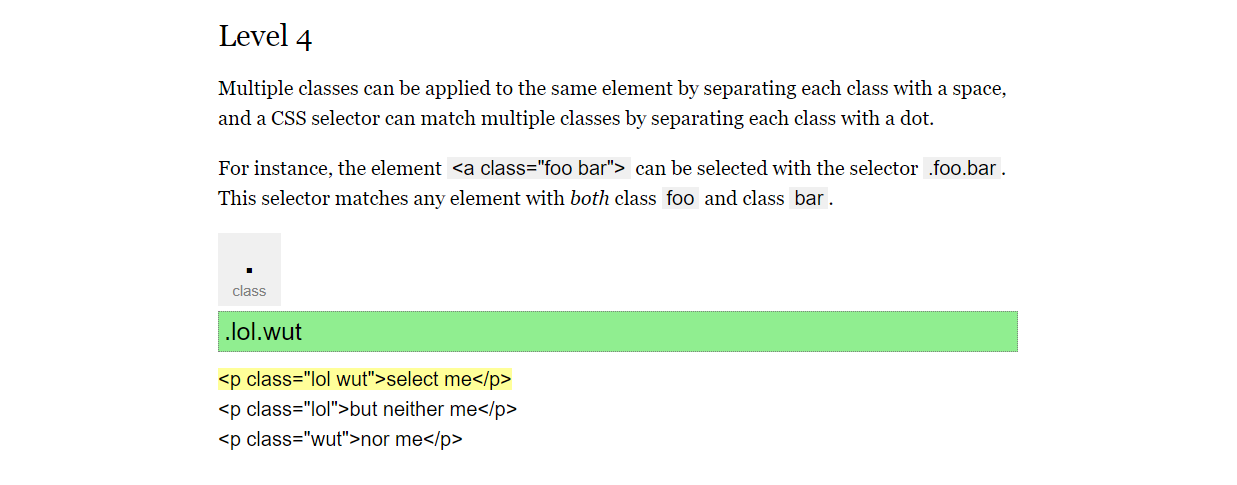 Level 4
Multiple classes can be applied to the same element by separating each class with a space,
and a CSS selector can match multiple classes by separating each class with a dot.
For instance, the element <a class="foo bar"> can be selected with the selector .foo.bar.
This selector matches any element with both class foo and class bar.
.
class
.lol.wut
<p class="lol wut">select me</p>
<p class="lol">but neither me</p>
<p class="wut">nor me</p>